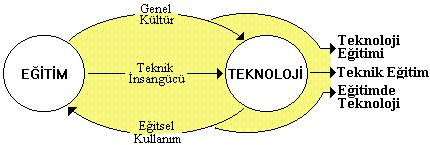 Genel
Kültür
EĞİTİM
Teknik
İnsangücü
TEKNOLOJİ
Eğitsel
Kullanım
Teknoloji
Eğitimi
Teknik Eğitim
Eğitimde
Teknoloji